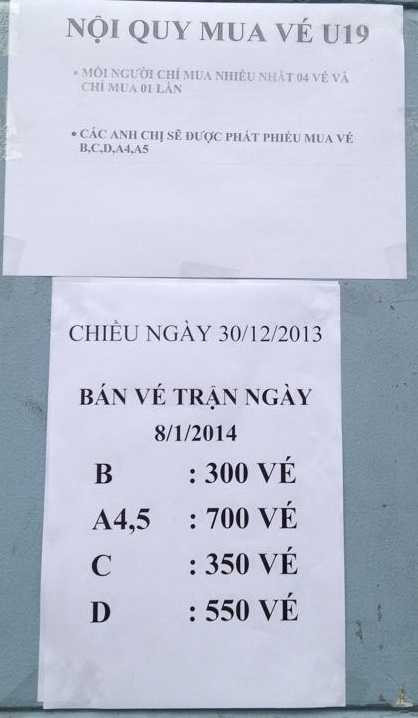 NỘI QUY MUA VÉ U19
• MỖI NGƯỜI CHỈ MUA NHIỀU NHẤT 04 VÉ VÀ
CHỈ MUA 01 LẦN
• CÁC ANH CHỊ SẼ ĐƯỢC PHÁT PHIẾU MUA VÉ
B,C,D,A4,A5
CHIỀU NGÀY 30/12/2013
BÁN VÉ TRẬN NGÀY
8/1/2014
B : 300 VÉ
A4,5 : 700 VÉ
C : 350 VÉ
D : 550 VÉ